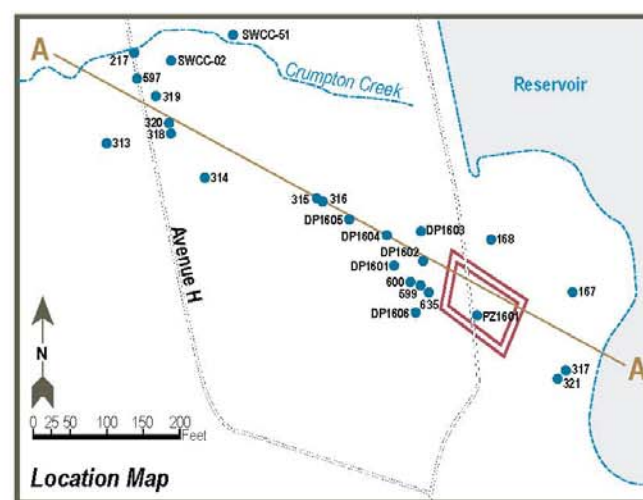 SWCC-51
A
217
SWCC-02
597
Crumpton Creek
Reservoir
319
320
318
313
314
315
316
DP1605
DP1603
DP1604
168
DP1602
DP1601
Avenue H
600
599
635
167
DP1606
PZ1601
N
317
321
A
0 25 50 100 150 200
Feet
Location Map